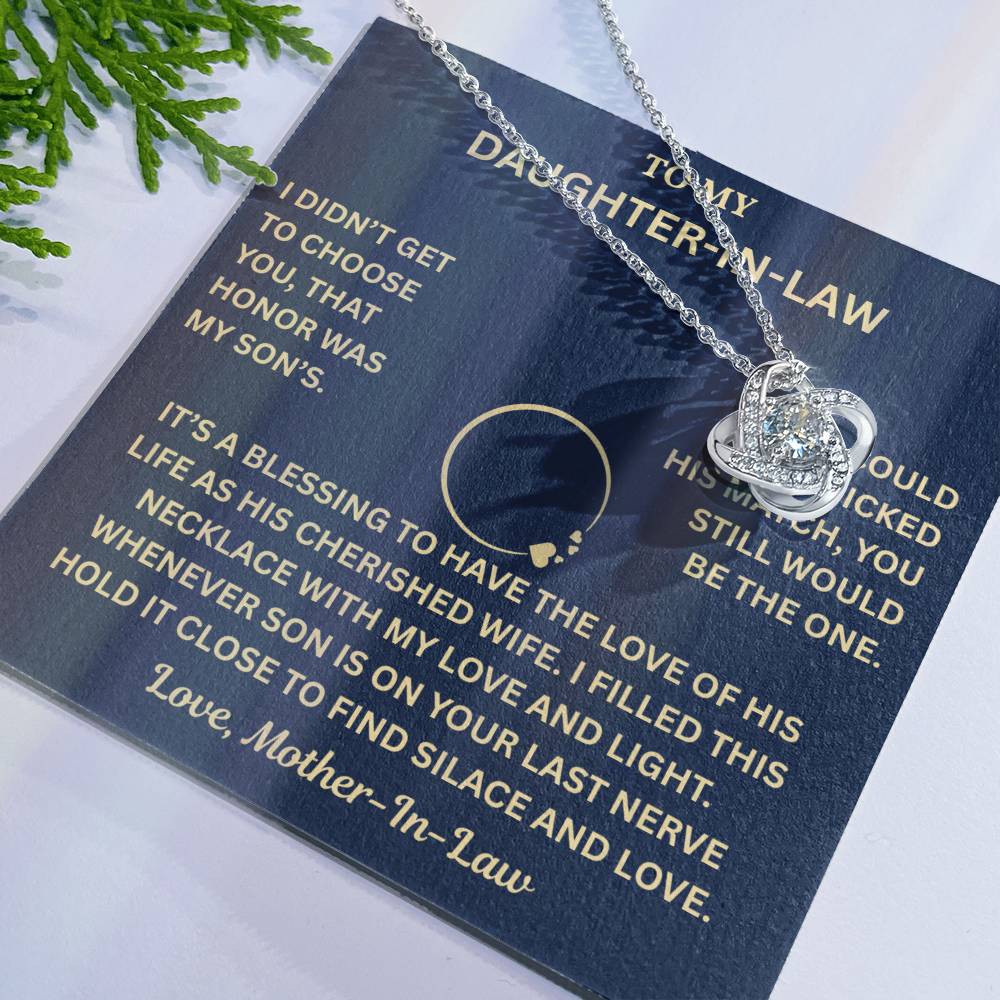 TO MY
DAUGHTER-IN-LAW
I DIDN'T GET
TO CHOOSE
YOU, THAT
HONOR WAS
MY SON'S.
OULD
ICKED
HIS MATCH, YOU
STILL WOULD
BE THE ONE.
IT'S A BLESSING TO HAVE THE LOVE OF HIS
LIFE AS HIS CHERISHED WIFE. I FILLED THIS
NECKLACE WITH MY LOVE AND LIGHT.
WHENEVER SON IS ON YOUR LAST NERVE
HOLD IT CLOSE TO FIND SILACE AND LOVE.
Love, Mother-In-Law